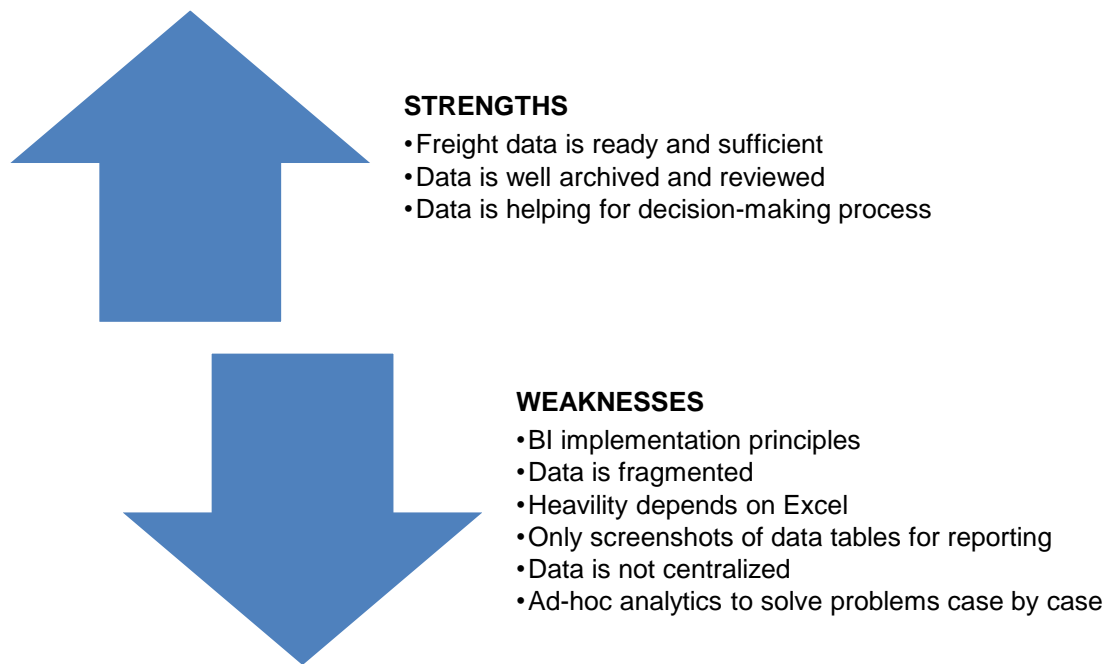 STRENGTHS
•Freight data is ready and sufficient
•Data is well archived and reviewed
•Data is helping for decision-making process
WEAKNESSES
•BI implementation principles
•Data is fragmented
•Heavility depends on Excel
•Only screenshots of data tables for reporting
•Data is not centralized
•Ad-hoc analytics to solve problems case by case